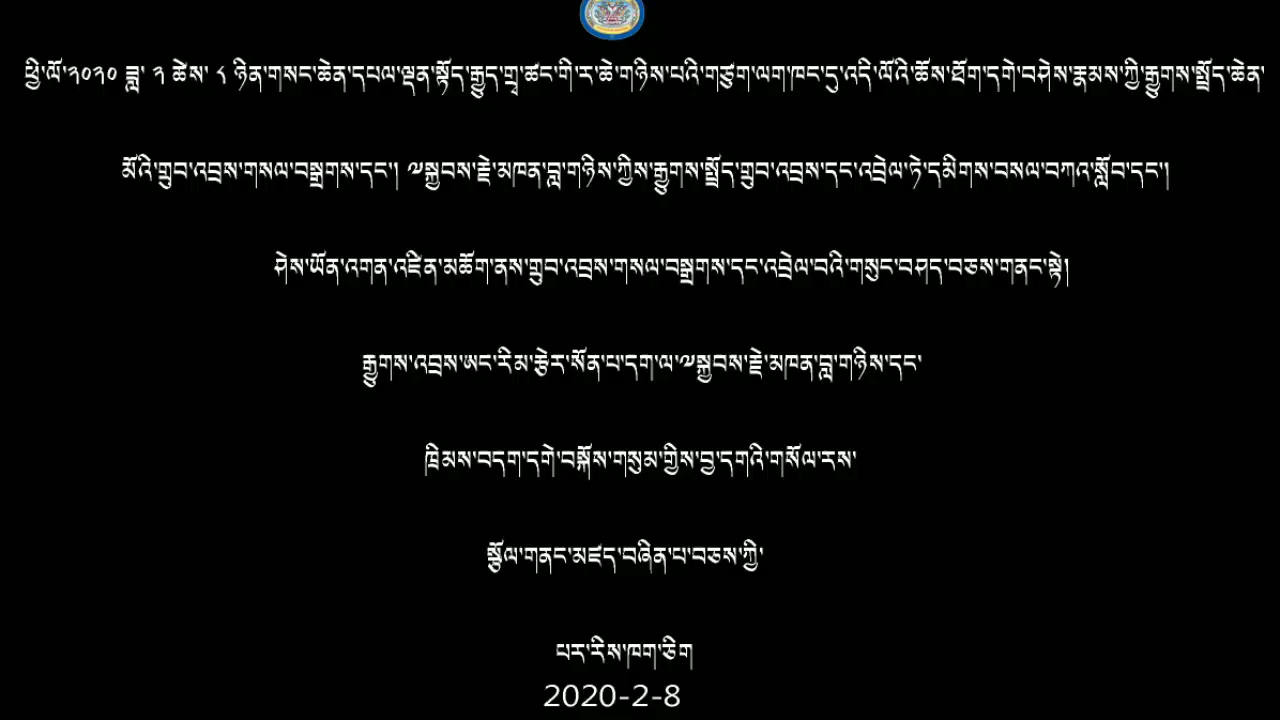 ཕྱི་ལོ་༢༠༢༠ ཟླ་ ༢ ཚེས་ ༨ ཉིན་གསང་ཆེན་དཔལ་ལྡན་སྟོད་རྒྱུད་གྲྭ་ཚང་གི་ར་ཆེ་གཉིས་པའི་གཙུག་ལག་ཁང་དུ་འདི་ལོའི་ཆོས་ཐོག་དགེ་བཤེས་རྣམས་ཀྱི་རྒྱུགས་སྤྲོད་ཆེན་
མོའི་གྲུབ་འབྲས་གསལ་བསྒྲགས་དང་། ༧སྐྱབས་རྗེ་མཁན་བླ་གཉིས་ཀྱིས་རྒྱུགས་སྤྲོད་གྲུབ་འབྲས་དང་འབྲེལ་ཏེ་དམིགས་བསལ་བཀའ་སློབ་དང་།
ཤེས་ཡོན་འགན་འཛིན་མཆོག་ནས་གྲུབ་འབྲས་གསལ་བསྒྲགས་དང་འབྲེལ་བའི་གསུང་བཤད་བཅས་གནང་སྟེ།
རྒྱུགས་འབྲས་ཨང་རིམ་རྩེར་སོན་པ་དག་ལ་༧སྐྱབས་རྗེ་མཁན་བླ་གཉིས་དང་
ཁྲིམས་བདག་དགེ་བསྐོས་གསུམ་གྱིས་བྱ་དགའི་གསོལ་རས་
སྩོལ་གནང་མཛད་བཞིན་པ་བཅས་ཀྱི་
པར་རིས་ཁག་ཅིག
2020-2-8